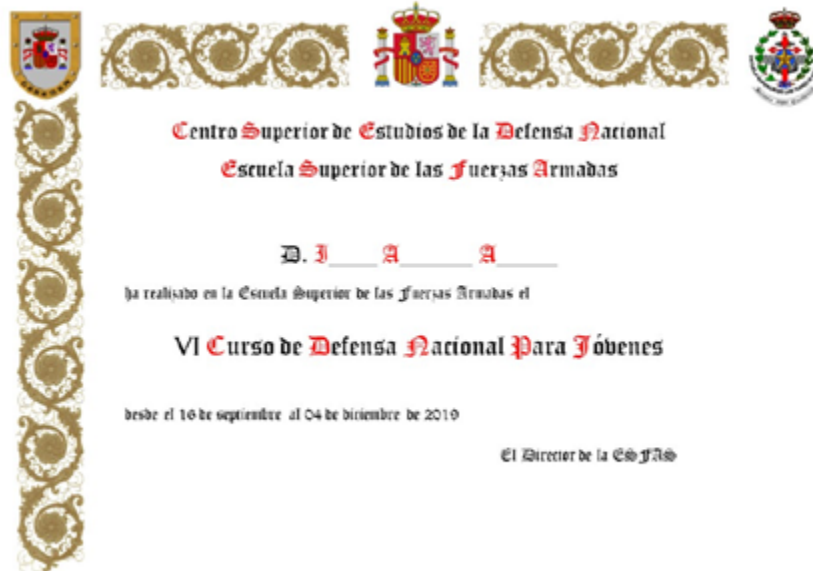 Centro Superior de Estudios de la Defensa Nacional
Escuela Superior de las Fuerzas Armadas
D. I____ A______ A______
ha realizado en la Escuela Superior de las Fuerzas Armadas el
VI Curso de Defensa Nacional Para Jóvenes
desde el 16 de septiembre al 04 de diciembre de 2019
El Director de la ESFAS